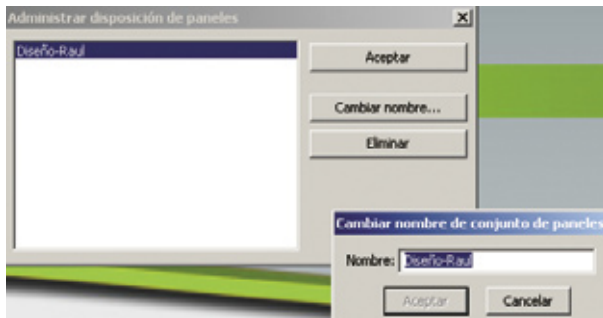 Administrar disposición de paneles
Diseño-Raul
Aceptar
Cambiar nombre...
Eliminar
Cambiar nombre de conjunto de paneles
Nombre: Diseño-Raul
Aceptar
Cancelar